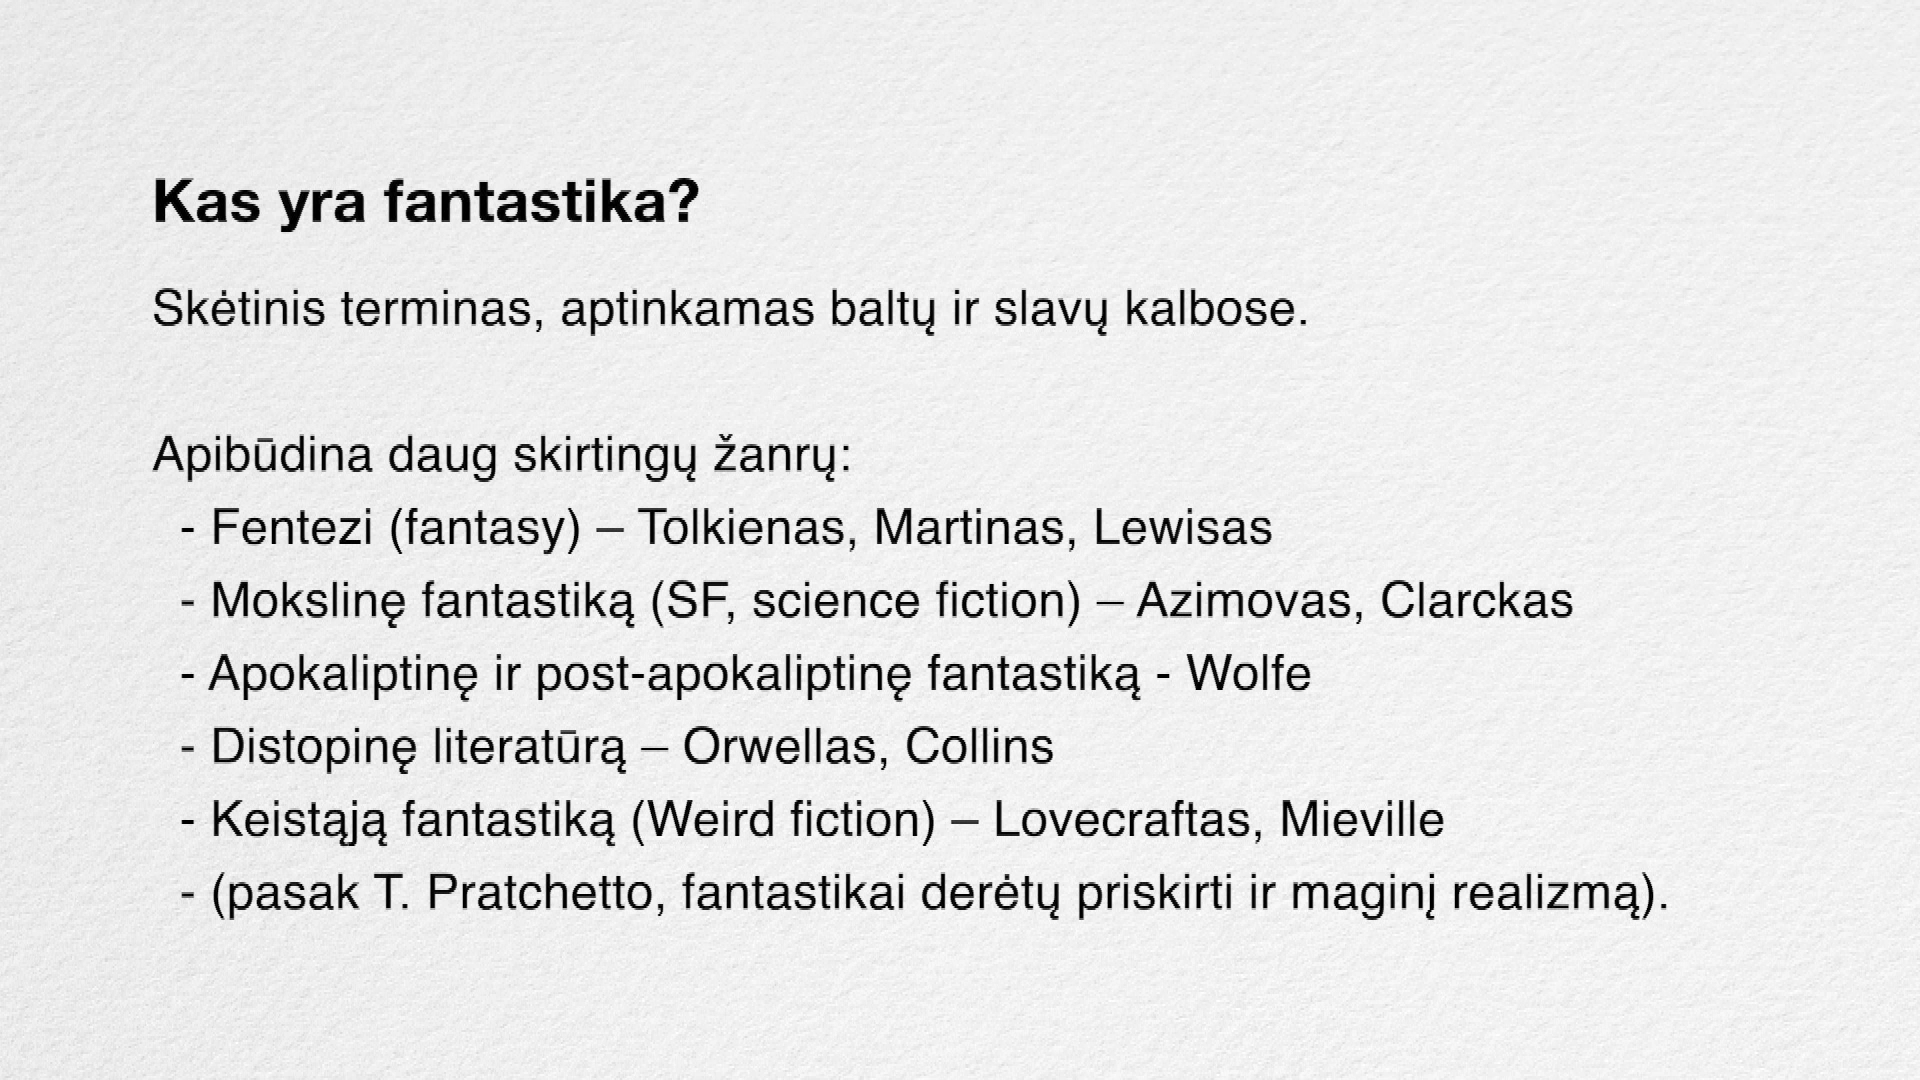 Kas yra fantastika?
Skėtinis terminas, aptinkamas baltų ir slavų kalbose.
Apibūdina daug skirtingų žanrų:
- Fentezi (fantasy) – Tolkienas, Martinas, Lewisas
- Mokslinę fantastiką (SF, science fiction) – Azimovas, Clarckas
- Apokaliptinę ir post-apokaliptinę fantastiką - Wolfe
- Distopinę literatūrą – Orwellas, Collins
- Keistąją fantastiką (Weird fiction) – Lovecraftas, Mieville
- (pasak T. Pratchetto, fantastikai derėtų priskirti ir maginį realizmą).